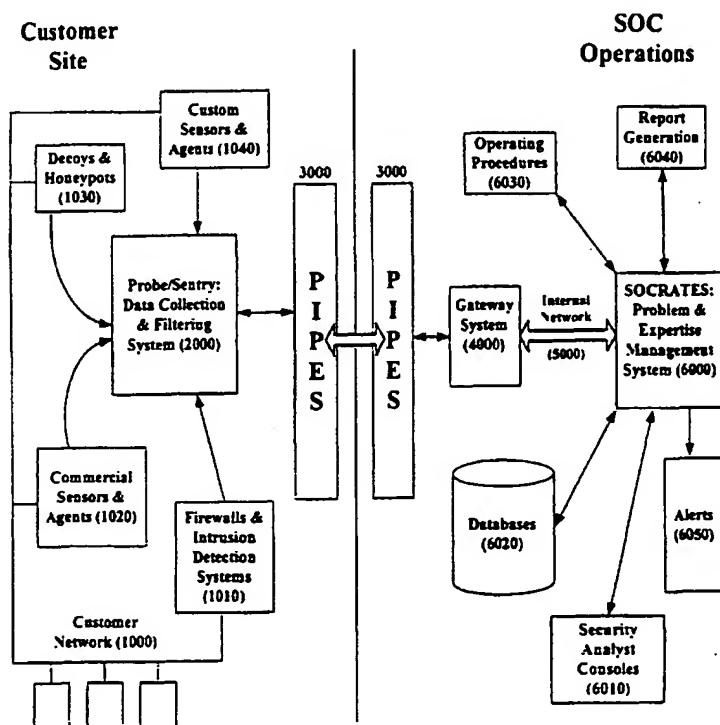 Customer
Site
SOC
Operations
Custom
Sensors &
Agents (1040)
Decoys &
Honeypots
(1030)
Probe/Sentry:
Data Collection
& Filtering
System (2000)
Commercial
Sensors &
Agents (1020)
Firewalls &
Intrusion
Detection
Systems
(1010)
Customer
Network (1000)
3000
PIPES
3000
PIPES
Gateway
System
(4000)
Internal
Network
(5000)
Operating
Procedures
(6030)
Report
Generation
(6040)
SOCRATES:
Problem &
Expertise
Management
System (6000)
Databases
(6020)
Alerts
(6050)
Security
Analyst
Consoles
(6010)